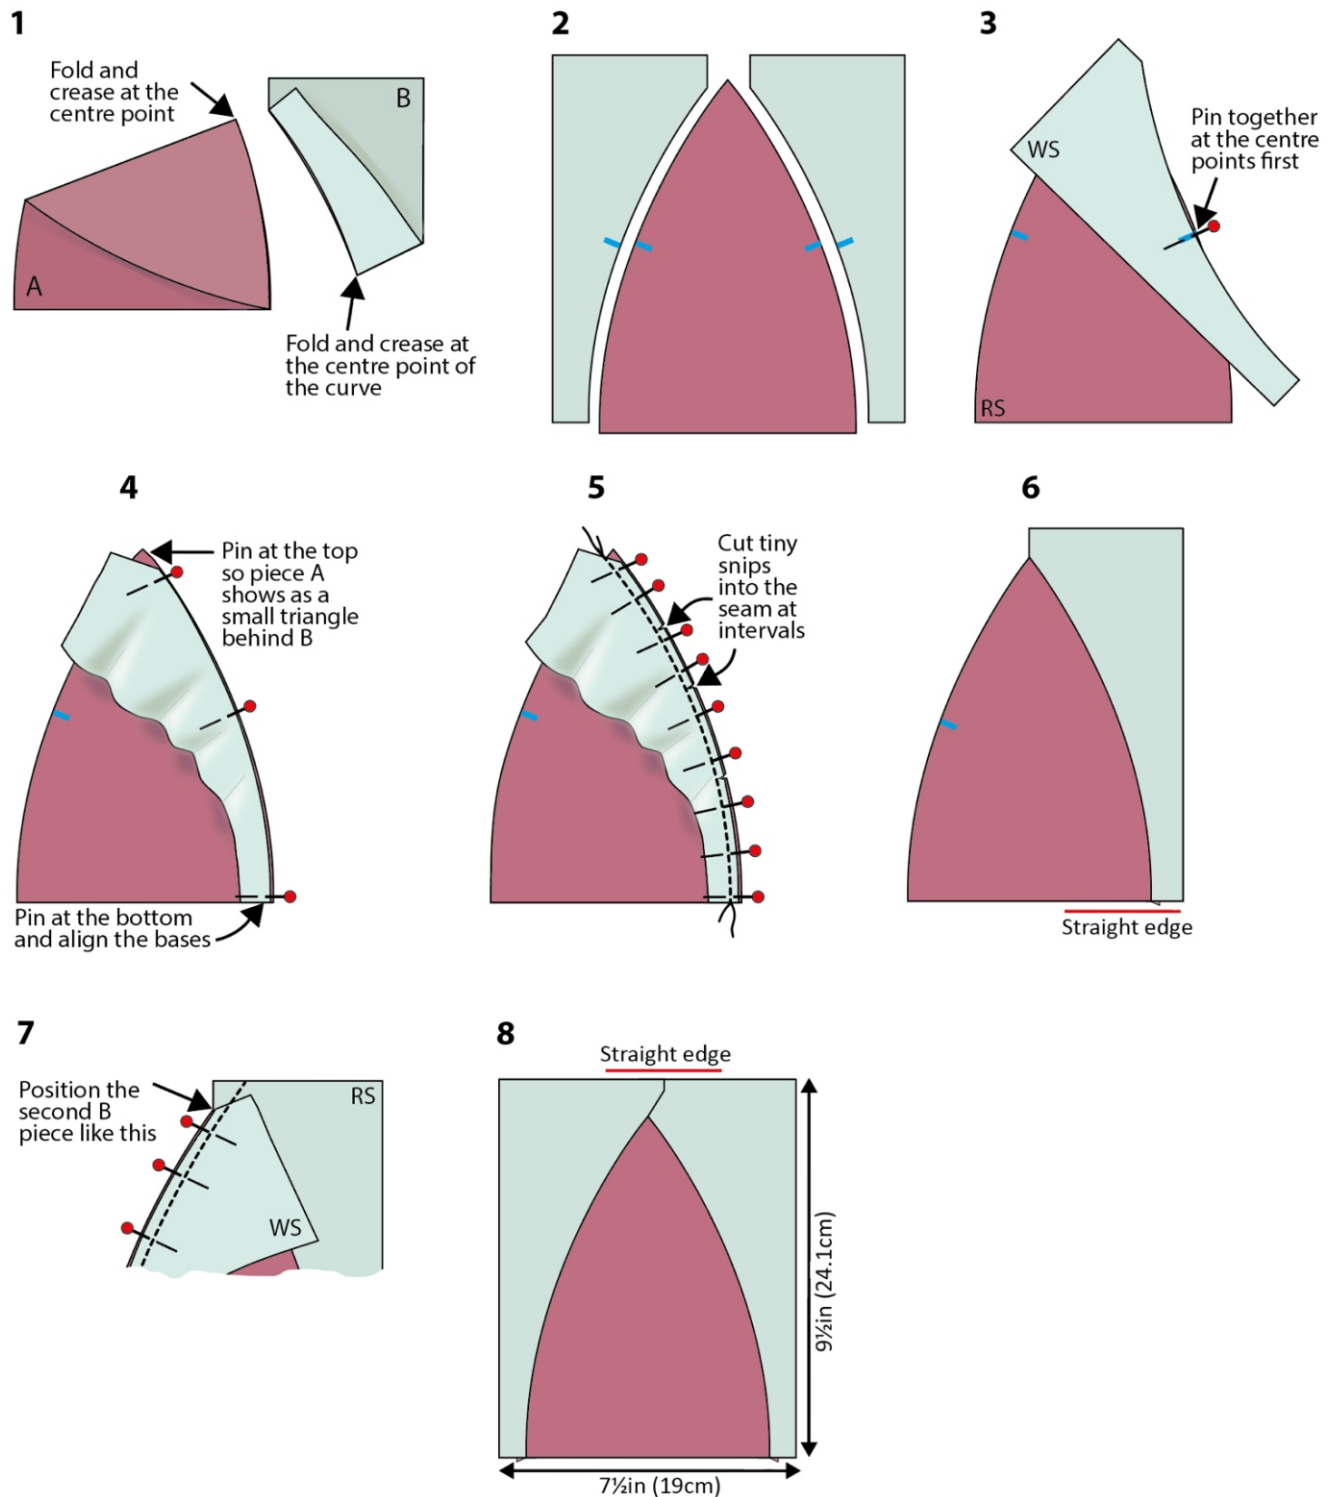 1
Fold and
crease at the
centre point
A
B
Fold and crease at
the centre point of
the curve
2
3
WS
Pin together
at the centre
points first
RS
4
Pin at the top
so piece A
shows as a
small triangle
behind B
Pin at the bottom
and align the bases
5
Cut tiny
snips
into the
seam at
intervals
6
Straight edge
7
Position the
second B
piece like this
RS
WS
8
Straight edge
9½in (24.1cm)
7½in (19cm)